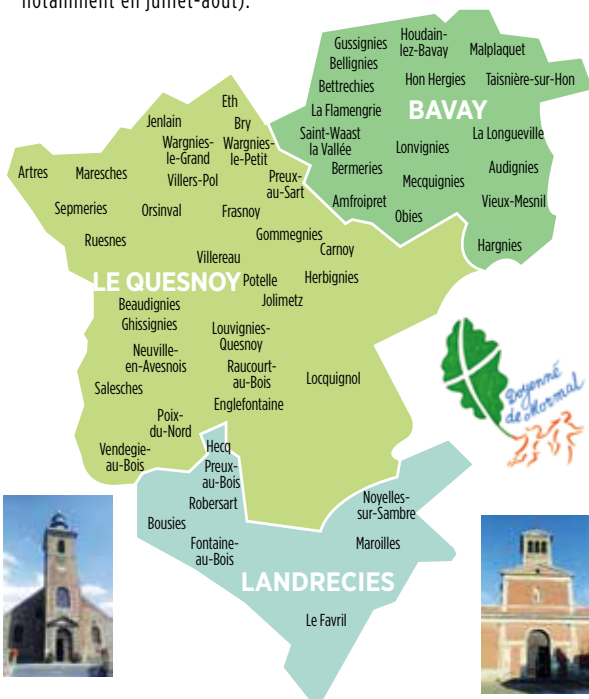 notamment en juillet-août).
Gussignies
Houdain-
lez-Bavay
Malplaquet
Bellignies
Bettrechies
Hon Hergies
Taisnière-sur-Hon
La Flamengrie
BAVAY
Saint-Waast
la Vallée
Lonvignies
La Longueville
Bermeries
Mecquignies
Audignies
Amfroipret
Obies
Vieux-Mesnil
Hargnies
Eth
Jenlain
Bry
Wargnies-
le-Grand
Wargnies-
le-Petit
Artres
Maresches
Villers-Pol
Preux-
au-Sart
Sepmeries
Orsinval
Frasnoy
Ruesnes
Gommegnies
Carnoy
Villereau
LE QUESNOY
Potelle
Herbignies
Jolimetz
Beaudignies
Ghissignies
Louvignies-
Quesnoy
Neuville-
en-Avesnois
Raucourt-
au-Bois
Locquignol
Salesches
Englefontaine
Poix-
du-Nord
Vendegie-
au-Bois
Doyenné
de Mormal
Hecq
Preux-
au-Bois
Robersart
Noyelles-
sur-Sambre
Bousies
Fontaine-
au-Bois
Maroilles
LANDRECIES
Le Favril